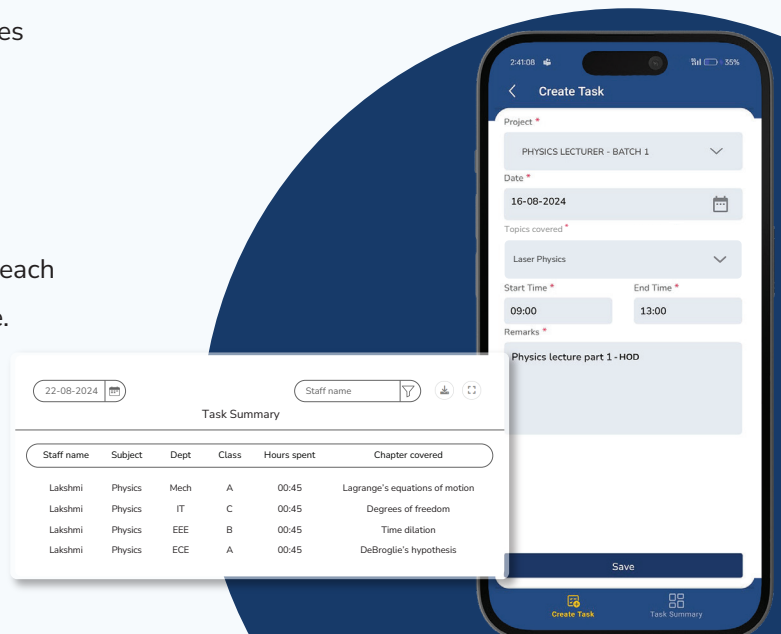 es
each
e.
22-08-2024
Staff name
Task Summary
Staff name Subject Dept Class Hours spent Chapter covered
Lakshmi Physics Mech A 00:45 Lagrange's equations of motion
Lakshmi Physics IT C 00:45 Degrees of freedom
Lakshmi Physics EEE B 00:45 Time dilation
Lakshmi Physics ECE A 00:45 DeBroglie's hypothesis
2:41:08 35%
Create Task
Project *
PHYSICS LECTURER - BATCH 1
Date *
16-08-2024
Topics covered *
Laser Physics
Start Time * End Time *
09:00 13:00
Remarks *
Physics lecture part 1 - HOD
Save
Create Task Task Summary